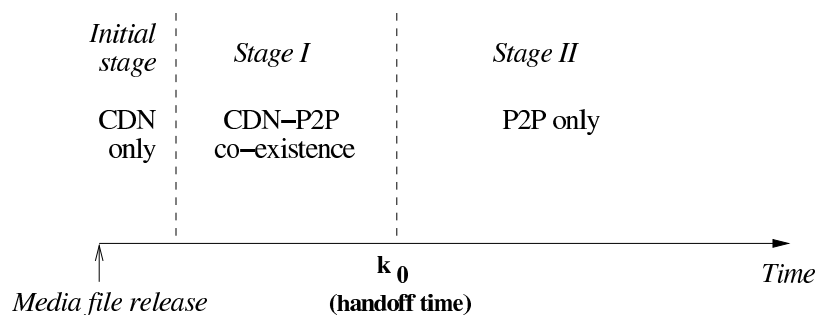 Initial
stage
Stage I
Stage II
CDN
only
CDN–P2P
co–existence
P2P only
k 0
(handoff time)
Time
Media file release